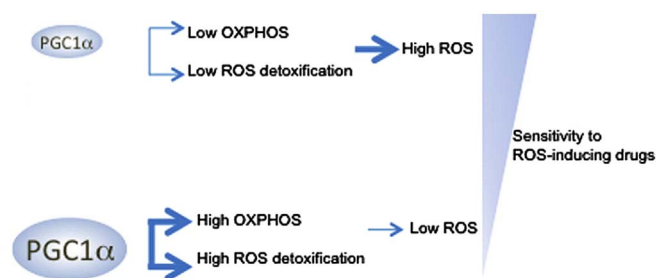 PGC1α
Low OXPHOS
Low ROS detoxification
High ROS
Sensitivity to
ROS-inducing drugs
PGC1α
High OXPHOS
High ROS detoxification
Low ROS